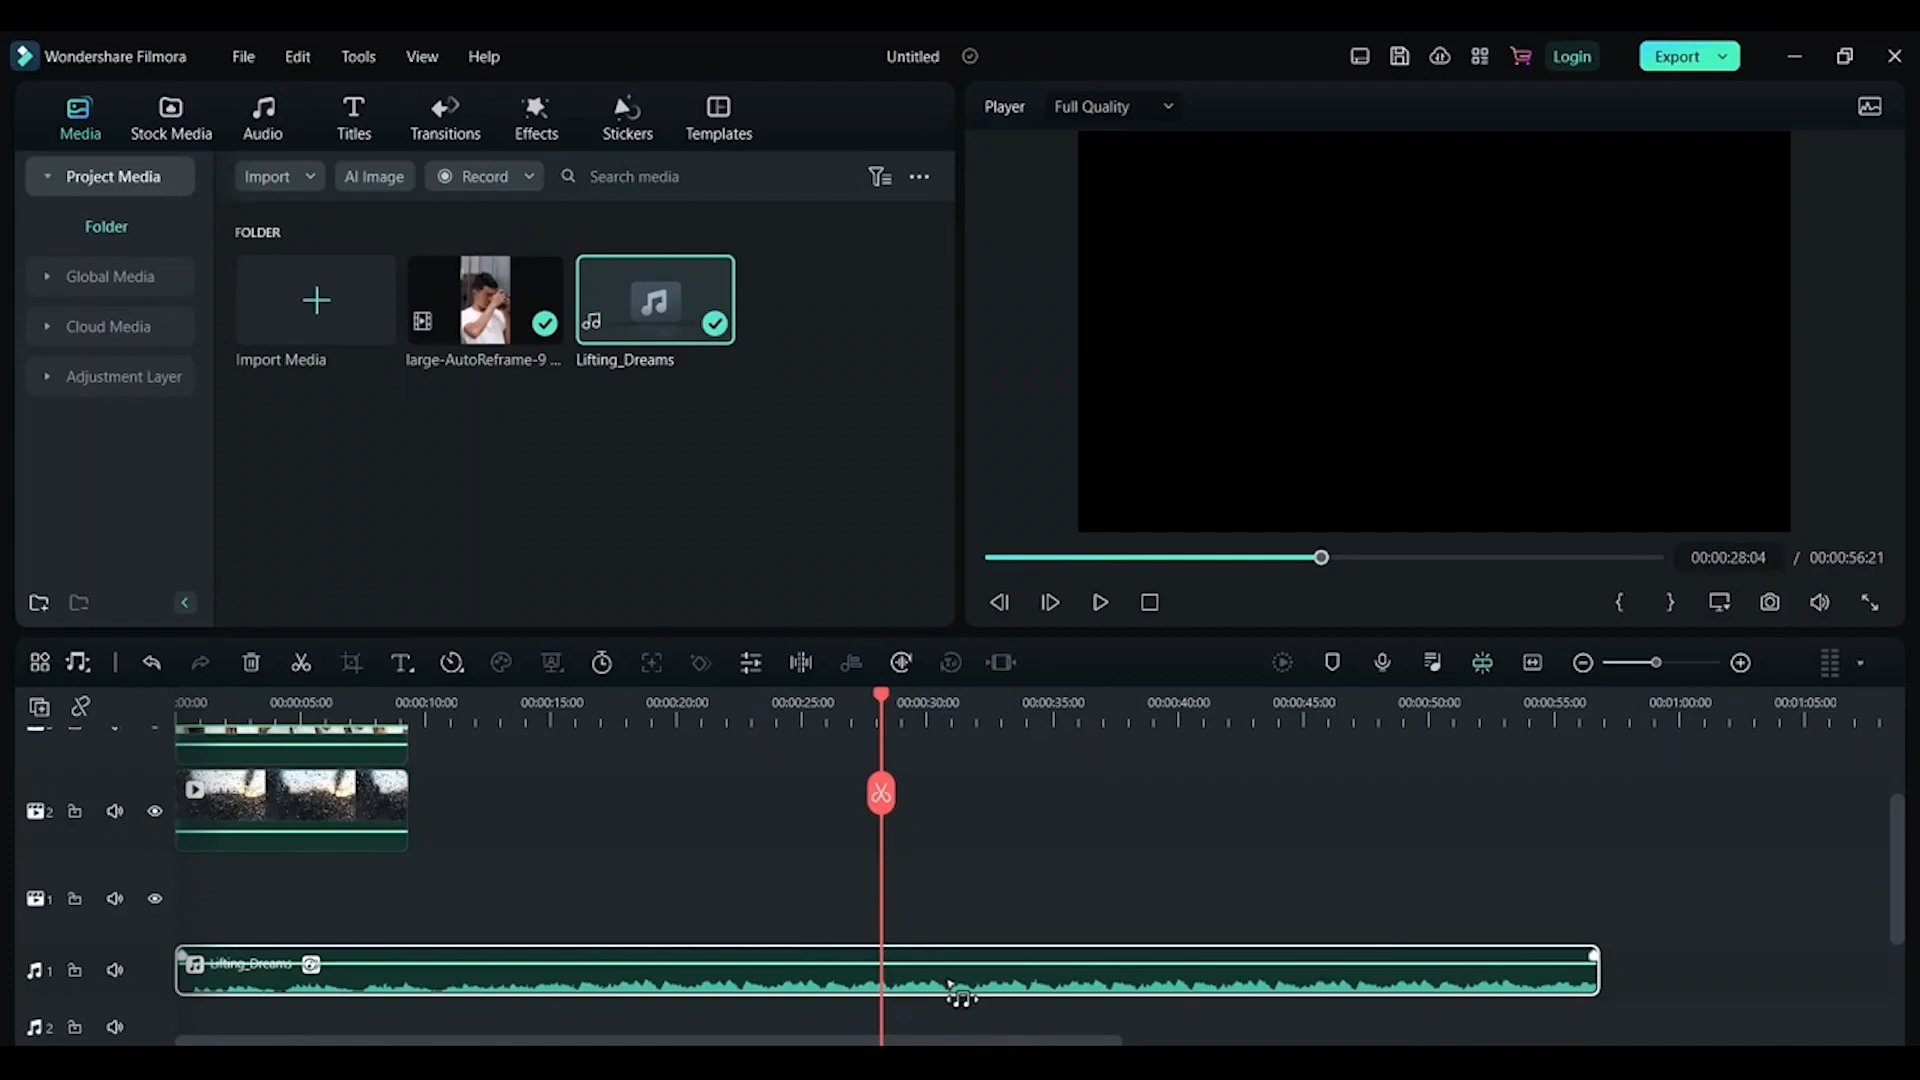 Wondershare Filmora File Edit Tools View Help Untitled Login Export
Media Stock Media Audio Titles Transitions Effects Stickers Templates
Player Full Quality
Project Media Import AI Image Record Search media
Folder
FOLDER
Global Media
Cloud Media
Adjustment Layer
Import Media large-AutoReframe-9 ... Lifting_Dreams
00:00:28:04 / 00:00:56:21
:00:00 00:00:05:00 00:00:10:00 00:00:15:00 00:00:20:00 00:00:25:00 00:00:30:00 00:00:35:00 00:00:40:00 00:00:45:00 00:00:50:00 00:00:55:00 00:01:00:00 00:01:05:00
2
1
1 Lifting_Dreams
2